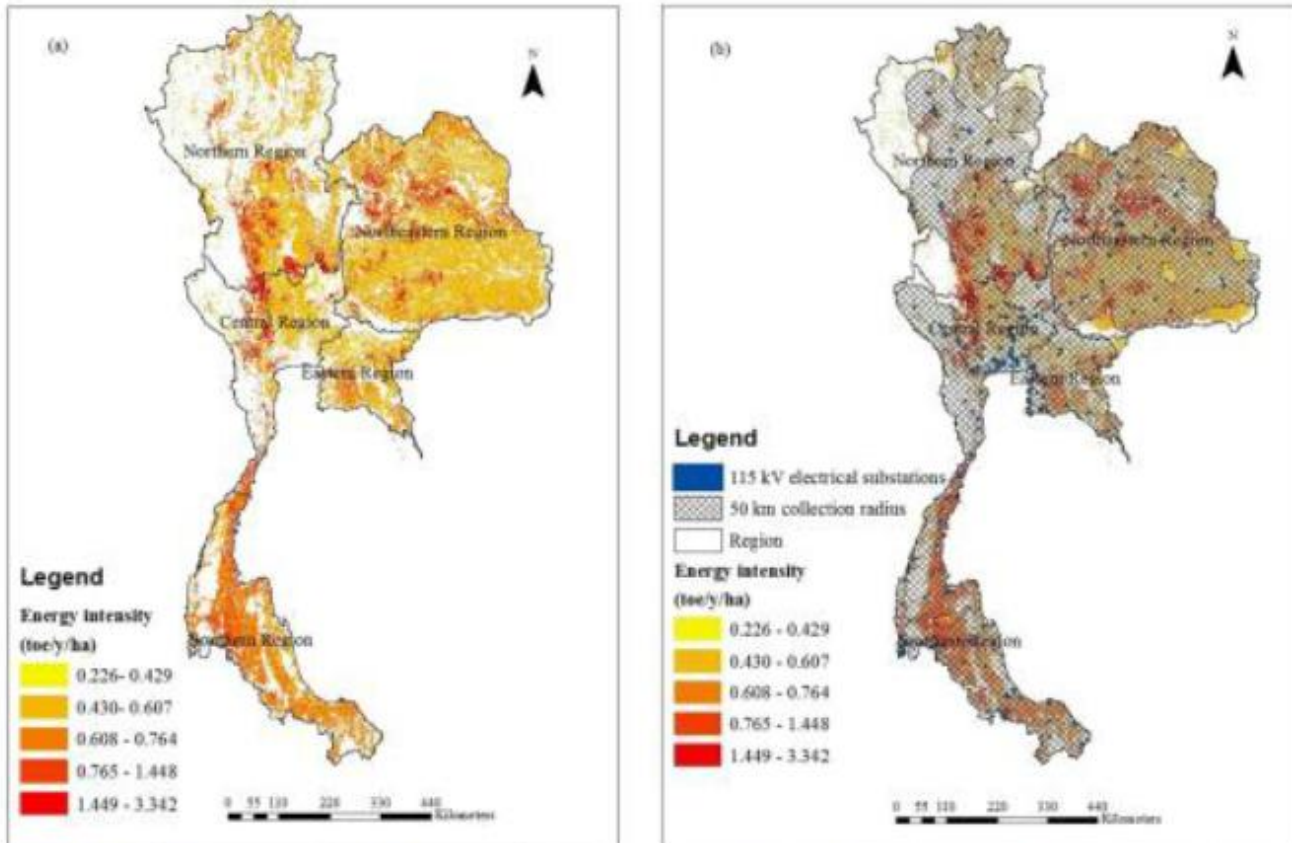 (a)
N
Northern Region
Northeastern Region
Central Region
Eastern Region
Southern Region
Legend
Energy intensity
(toe/y/ha)
0.226- 0.429
0.430- 0.607
0.608 - 0.764
0.765 - 1.448
1.449 - 3.342
0 55 110 220 330 440
Kilometers
(b)
N
Northern Region
Northeastern Region
Central Region
Eastern Region
Southern Region
Legend
115 kV electrical substations
50 km collection radius
Region
Energy intensity
(toe/y/ha)
0.226 - 0.429
0.430 - 0.607
0.608 - 0.764
0.765 - 1.448
1.449 - 3.342
0 55 110 220 330 440
Kilometers